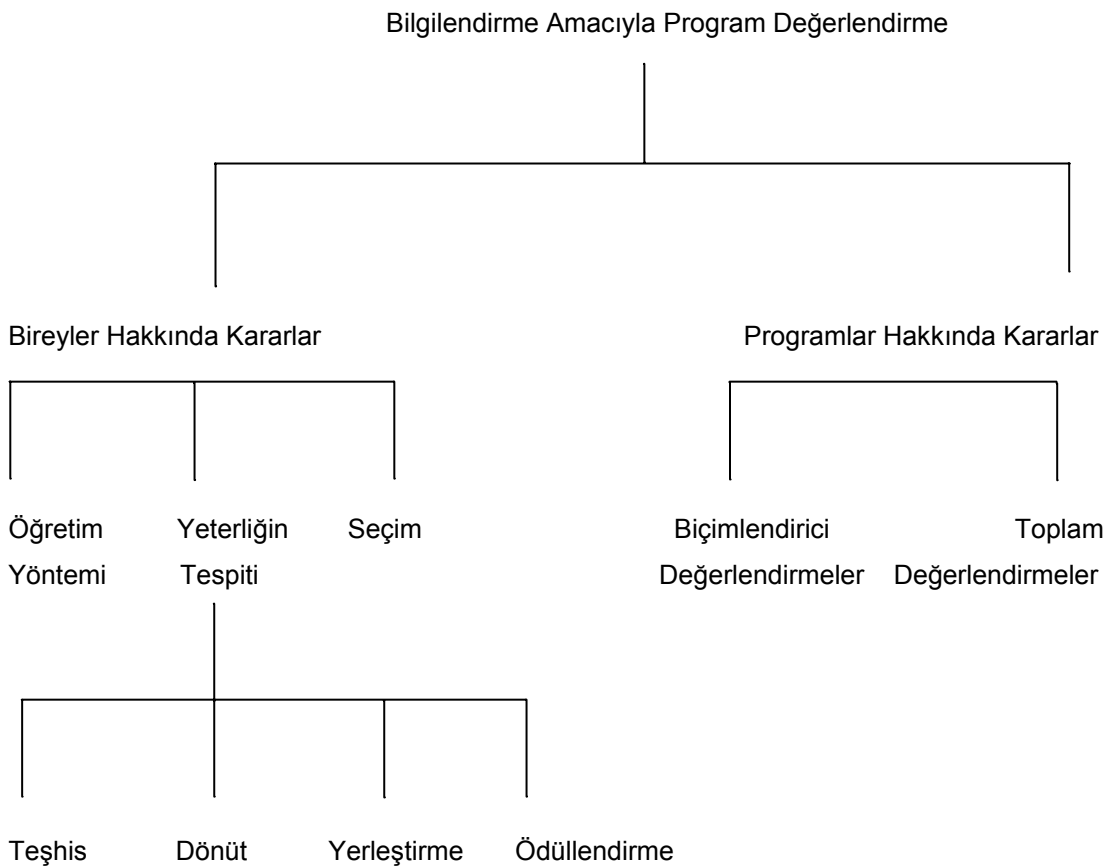 Bilgilendirme Amacıyla Program Değerlendirme
Bireyler Hakkında Kararlar
Programlar Hakkında Kararlar
Öğretim
Yöntemi
Yeterliğin
Tespiti
Seçim
Biçimlendirici
Değerlendirmeler
Toplam
Değerlendirmeler
Teşhis
Dönüt
Yerleştirme
Ödüllendirme